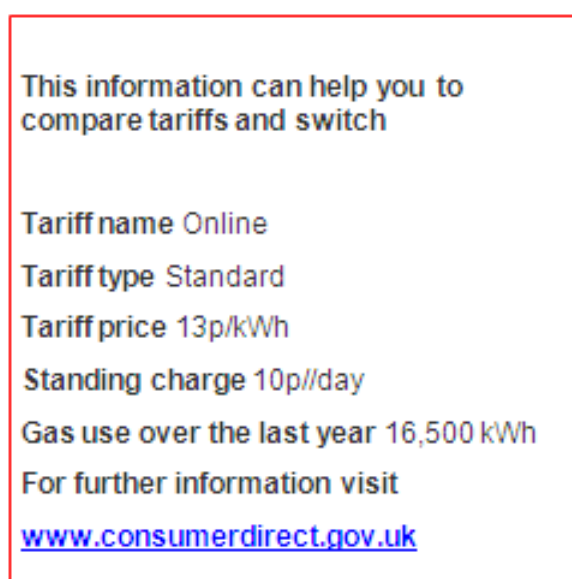 This information can help you to
compare tariffs and switch
Tariff name Online
Tariff type Standard
Tariff price 13p/kWh
Standing charge 10p//day
Gas use over the last year 16,500 kWh
For further information visit
www.consumerdirect.gov.uk